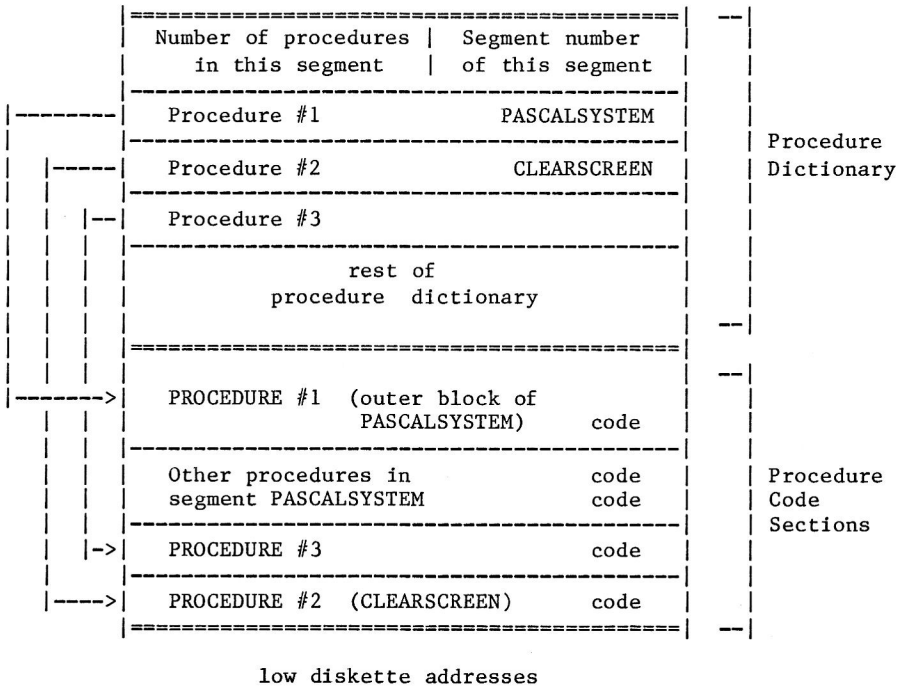 Number of procedures | Segment number
in this segment | of this segment
Procedure #1 PASCALSYSTEM
Procedure #2 CLEARSCREEN
Procedure #3
rest of
procedure dictionary
Procedure
Dictionary
PROCEDURE #1 (outer block of
PASCALSYSTEM) code
Other procedures in code
segment PASCALSYSTEM code
PROCEDURE #3 code
PROCEDURE #2 (CLEARSCREEN) code
Procedure
Code
Sections
low diskette addresses